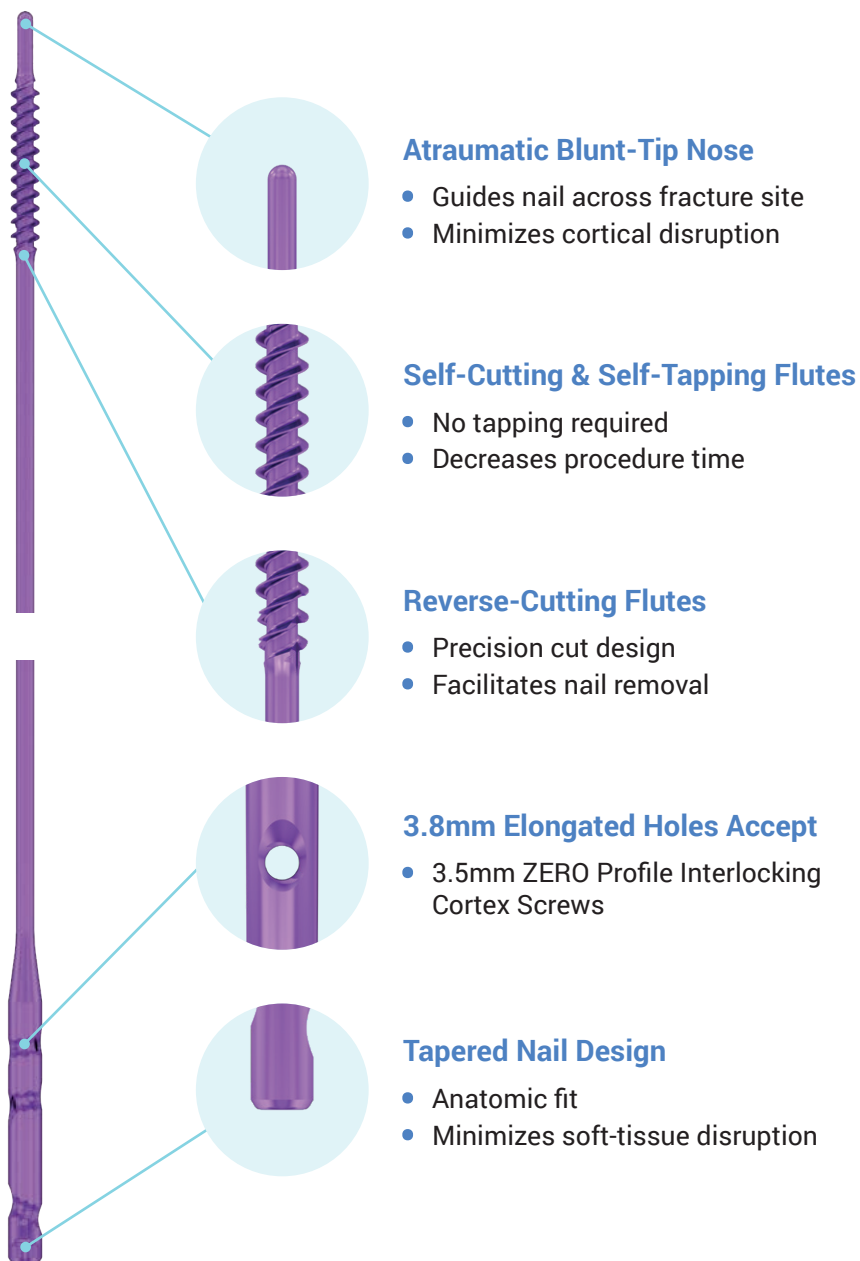 Atraumatic Blunt-Tip Nose
• Guides nail across fracture site
• Minimizes cortical disruption
Self-Cutting & Self-Tapping Flutes
• No tapping required
• Decreases procedure time
Reverse-Cutting Flutes
• Precision cut design
• Facilitates nail removal
3.8mm Elongated Holes Accept
• 3.5mm ZERO Profile Interlocking
Cortex Screws
Tapered Nail Design
• Anatomic fit
• Minimizes soft-tissue disruption